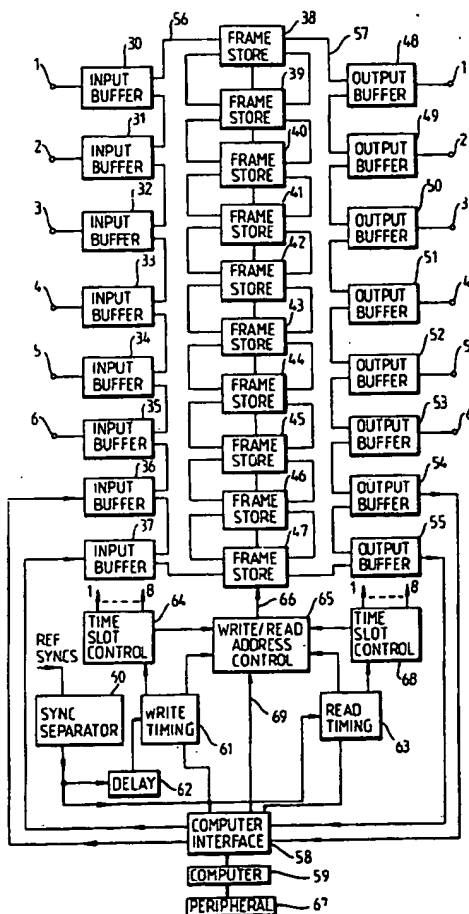 56
38
30
FRAME STORE
57
48
1
INPUT BUFFER
OUTPUT BUFFER
1
39
31
FRAME STORE
49
2
INPUT BUFFER
40
OUTPUT BUFFER
2
32
FRAME STORE
50
3
INPUT BUFFER
41
OUTPUT BUFFER
3
33
FRAME STORE
51
4
INPUT BUFFER
42
OUTPUT BUFFER
4
34
FRAME STORE
52
5
INPUT BUFFER
43
OUTPUT BUFFER
5
35
FRAME STORE
53
6
INPUT BUFFER
44
OUTPUT BUFFER
6
36
FRAME STORE
54
INPUT BUFFER
45
OUTPUT BUFFER
37
FRAME STORE
55
INPUT BUFFER
46
OUTPUT BUFFER
FRAME STORE
47
FRAME STORE
1
8
64
66
65
1
8
REF SYNCS
TIME SLOT CONTROL
WRITE/READ ADDRESS CONTROL
TIME SLOT CONTROL
60
68
SYNC SEPARATOR
WRITE TIMING
61
69
READ TIMING
63
DELAY
62
COMPUTER INTERFACE
58
COMPUTER
59
PERIPHERAL
67